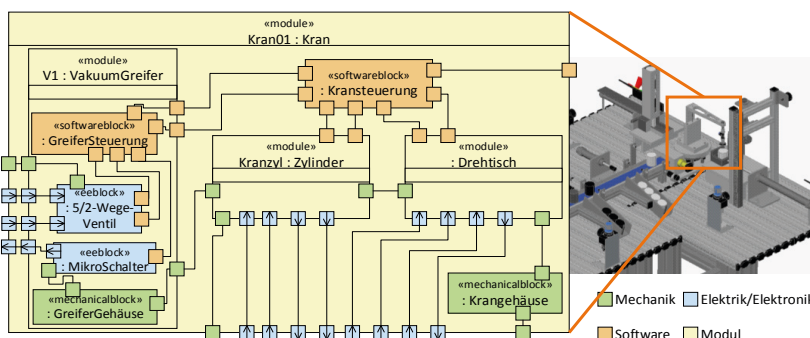 «module»
Kran01 : Kran
«module»
V1 : VakuumGreifer
«softwareblock»
: Kransteuerung
«softwareblock»
: GreiferSteuerung
«module»
Kranzyl : Zylinder
«module»
: Drehtisch
«eeblock»
: 5/2-Wege-
Ventil
«eeblock»
: MikroSchalter
«mechanicalblock»
: GreiferGehäuse
«mechanicalblock»
: Krangehäuse
Mechanik
Elektrik/Elektronik
Software
Modul